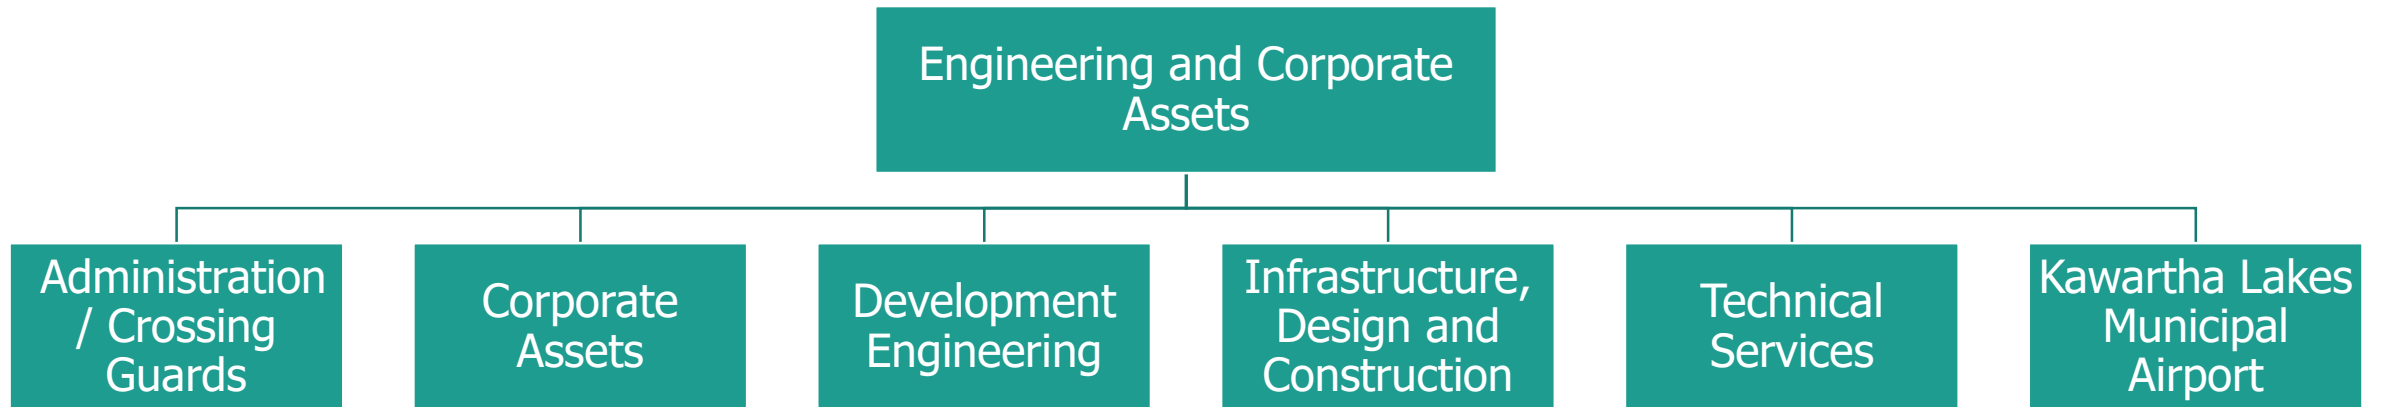 Engineering and Corporate
Assets
Administration
/ Crossing
Guards
Corporate
Assets
Development
Engineering
Infrastructure,
Design and
Construction
Technical
Services
Kawartha Lakes
Municipal
Airport